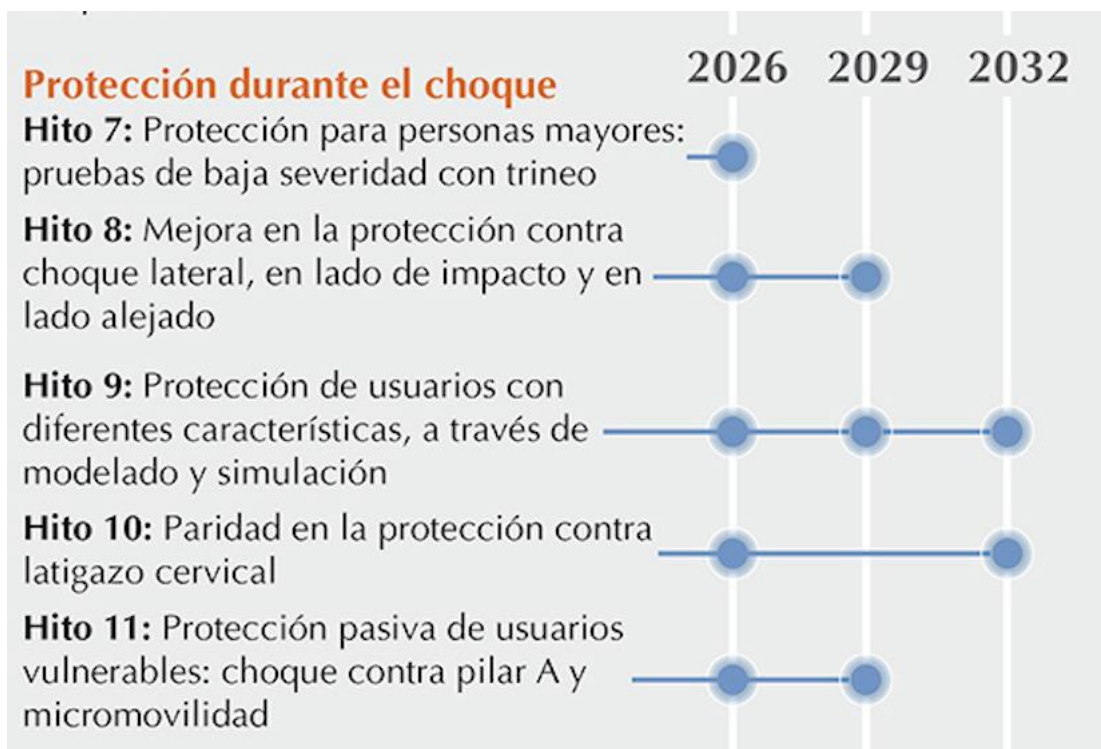 2026 2029 2032
Protección durante el choque
Hito 7: Protección para personas mayores:
pruebas de baja severidad con trineo
Hito 8: Mejora en la protección contra
choque lateral, en lado de impacto y en
lado alejado
Hito 9: Protección de usuarios con
diferentes características, a través de
modelado y simulación
Hito 10: Paridad en la protección contra
latigazo cervical
Hito 11: Protección pasiva de usuarios
vulnerables: choque contra pilar A y
micromovilidad